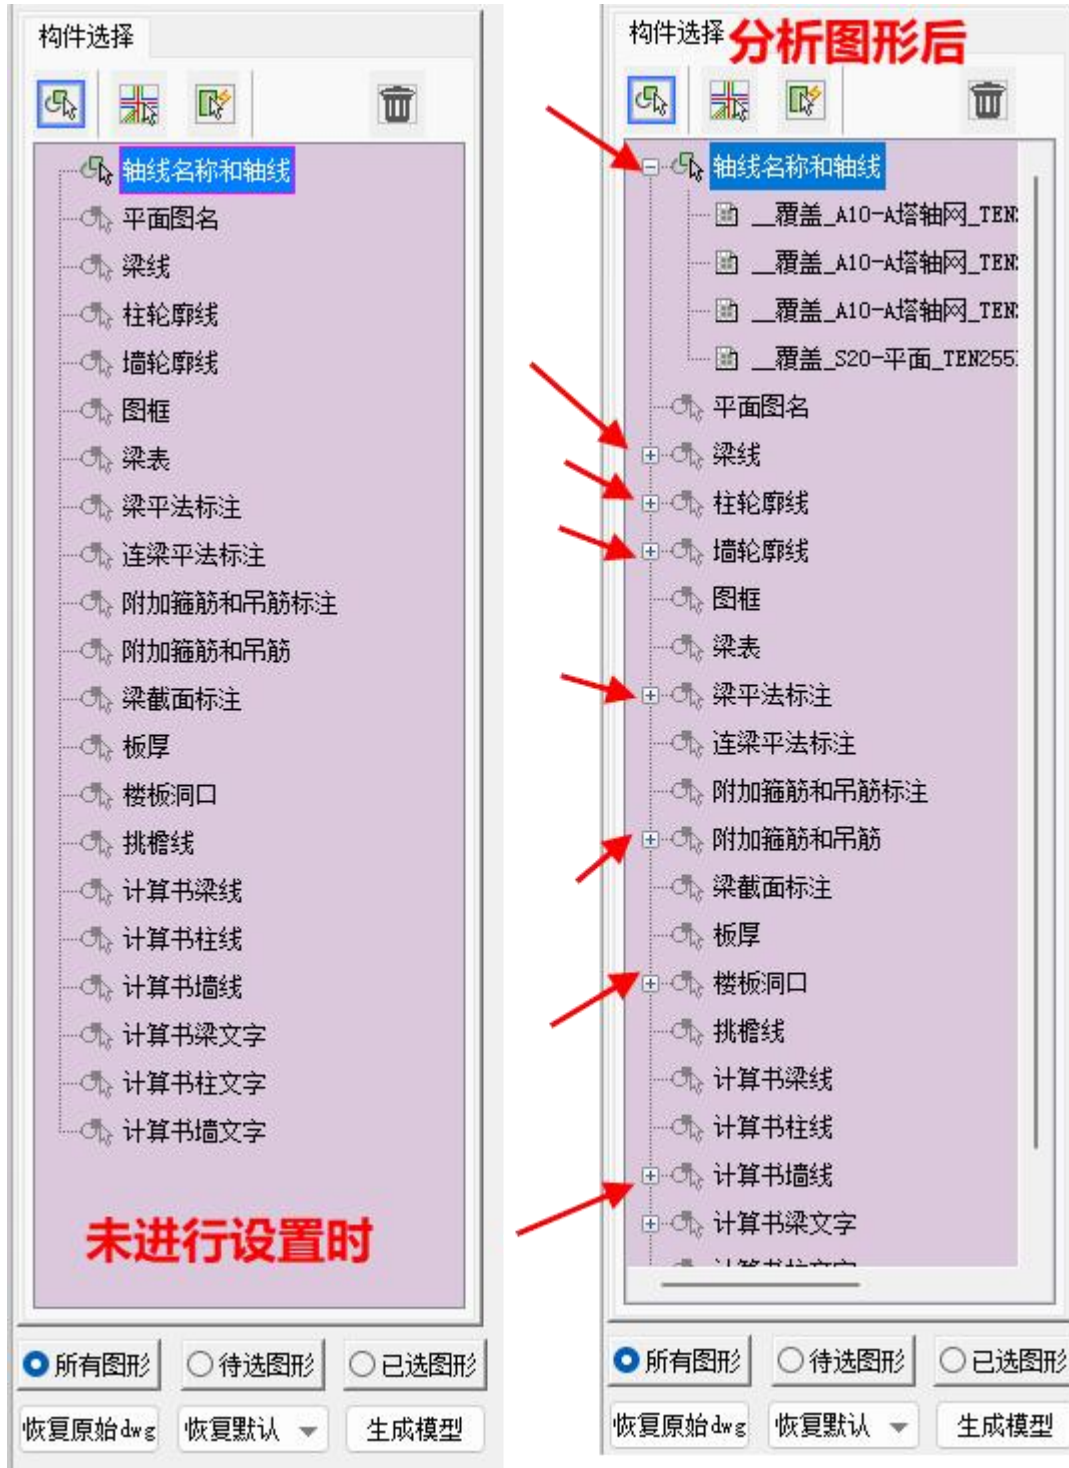 构件选择
轴线名称和轴线
平面图名
梁线
柱轮廓线
墙轮廓线
图框
梁表
梁平法标注
连梁平法标注
附加箍筋和吊筋标注
附加箍筋和吊筋
梁截面标注
板厚
楼板洞口
挑檐线
计算书梁线
计算书柱线
计算书墙线
计算书梁文字
计算书柱文字
计算书墙文字
未进行设置时
所有图形
待选图形
已选图形
恢复原始dwg
恢复默认
生成模型
构件选择
分析图形后
轴线名称和轴线
__覆盖_A10-A塔轴网_TEN
__覆盖_A10-A塔轴网_TEN
__覆盖_A10-A塔轴网_TEN
__覆盖_S20-平面_TEN255
平面图名
梁线
柱轮廓线
墙轮廓线
图框
梁表
梁平法标注
连梁平法标注
附加箍筋和吊筋标注
附加箍筋和吊筋
梁截面标注
板厚
楼板洞口
挑檐线
计算书梁线
计算书柱线
计算书墙线
计算书梁文字
所有图形
待选图形
已选图形
恢复原始dwg
恢复默认
生成模型